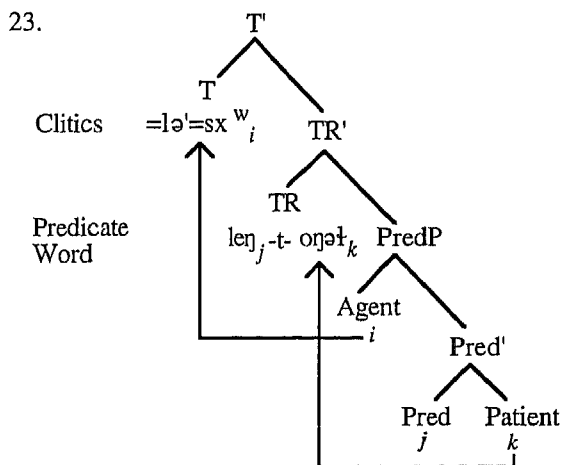 23.
T'
T
Clitics =lə'=sxʷᵢ TR'
TR
Predicate
Word
leŋⱼ-t- oŋəɬₖ PredP
Agent
i
Pred'
Pred Patient
j k